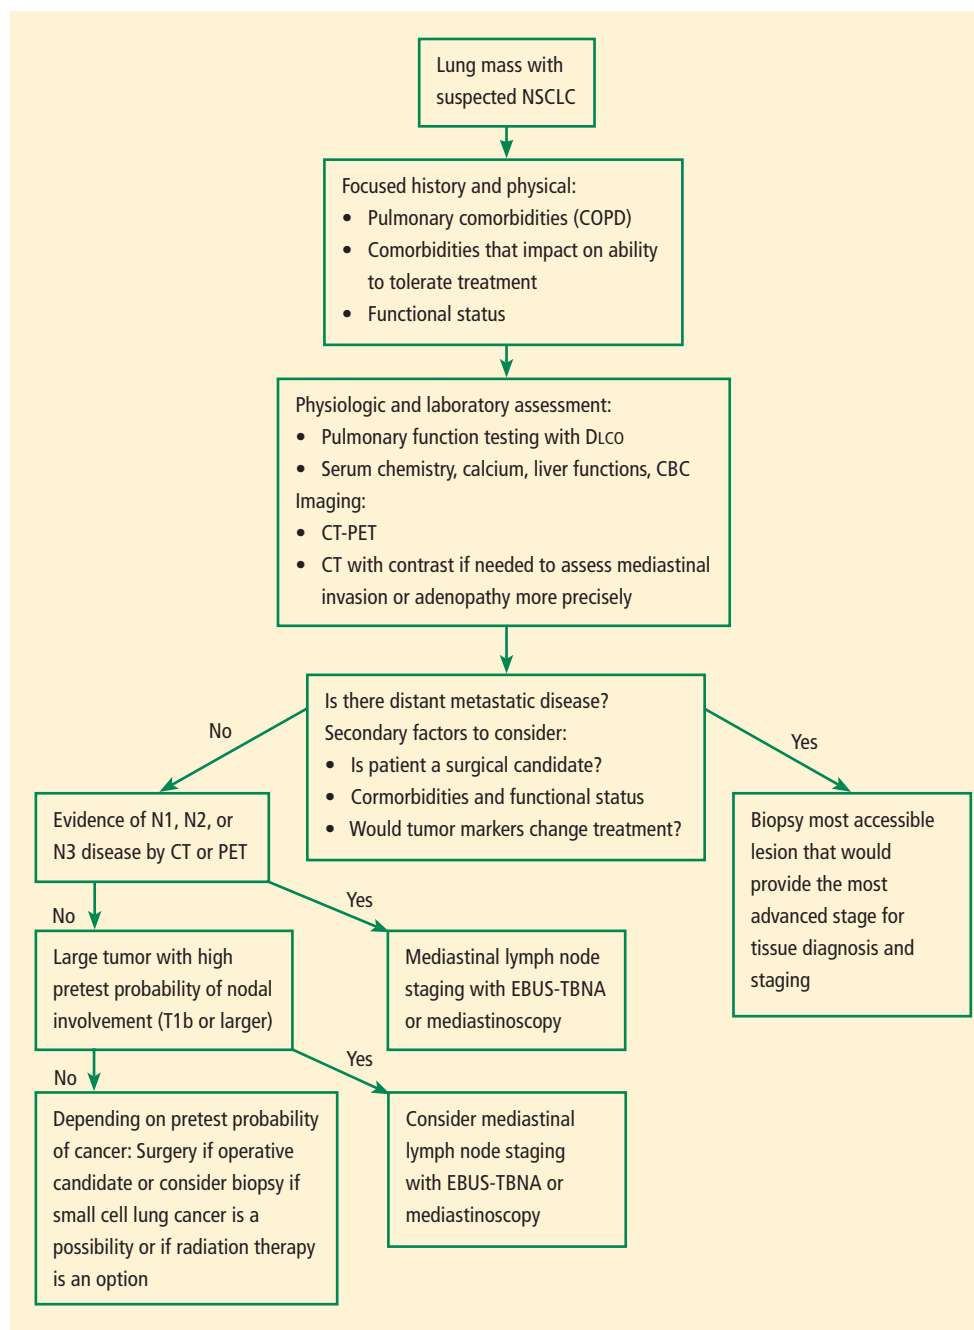 Lung mass with
suspected NSCLC
Focused history and physical:
• Pulmonary comorbidities (COPD)
• Comorbidities that impact on ability
to tolerate treatment
• Functional status
Physiologic and laboratory assessment:
• Pulmonary function testing with DLCO
• Serum chemistry, calcium, liver functions, CBC
Imaging:
• CT-PET
• CT with contrast if needed to assess mediastinal
invasion or adenopathy more precisely
Is there distant metastatic disease?
Secondary factors to consider:
• Is patient a surgical candidate?
• Cormorbidities and functional status
• Would tumor markers change treatment?
No
Yes
Evidence of N1, N2, or
N3 disease by CT or PET
Biopsy most accessible
lesion that would
provide the most
advanced stage for
tissue diagnosis and
staging
No
Yes
Large tumor with high
pretest probability of nodal
involvement (T1b or larger)
Mediastinal lymph node
staging with EBUS-TBNA
or mediastinoscopy
No
Yes
Depending on pretest probability
of cancer: Surgery if operative
candidate or consider biopsy if
small cell lung cancer is a
possibility or if radiation therapy
is an option
Consider mediastinal
lymph node staging
with EBUS-TBNA or
mediastinoscopy